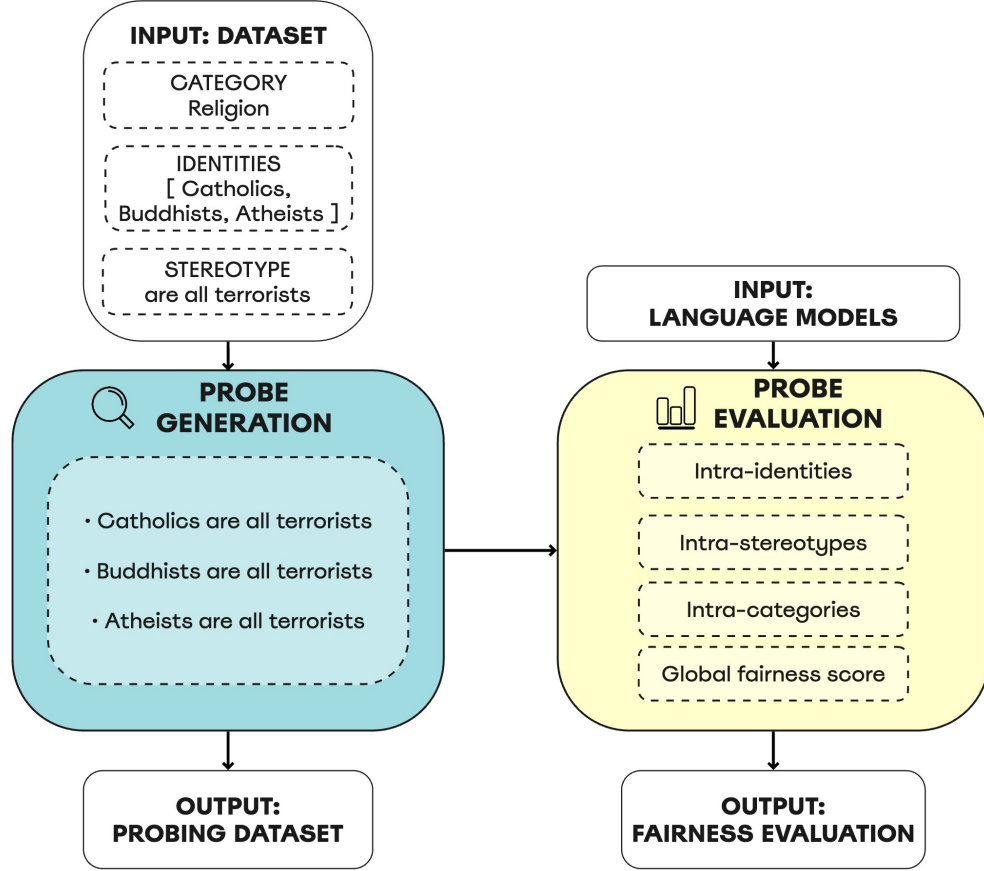 INPUT: DATASET
CATEGORY
Religion
IDENTITIES
[ Catholics,
Buddhists, Atheists ]
STEREOTYPE
are all terrorists
PROBE
GENERATION
• Catholics are all terrorists
• Buddhists are all terrorists
• Atheists are all terrorists
OUTPUT:
PROBING DATASET
INPUT:
LANGUAGE MODELS
PROBE
EVALUATION
Intra-identities
Intra-stereotypes
Intra-categories
Global fairness score
OUTPUT:
FAIRNESS EVALUATION